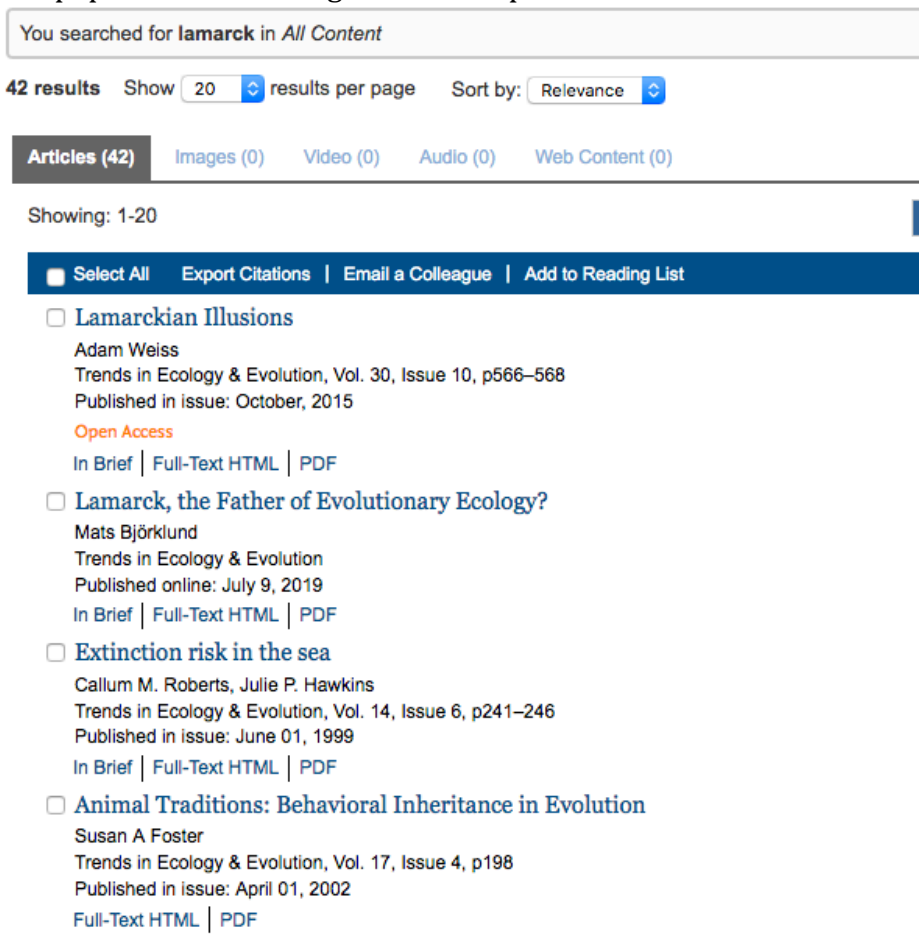 You searched for lamarck in All Content
42 results Show 20 results per page Sort by: Relevance
Articles (42) Images (0) Video (0) Audio (0) Web Content (0)
Showing: 1-20
Select All Export Citations | Email a Colleague | Add to Reading List
Lamarckian Illusions
Adam Weiss
Trends in Ecology & Evolution, Vol. 30, Issue 10, p566–568
Published in issue: October, 2015
Open Access
In Brief | Full-Text HTML | PDF
Lamarck, the Father of Evolutionary Ecology?
Mats Björklund
Trends in Ecology & Evolution
Published online: July 9, 2019
In Brief | Full-Text HTML | PDF
Extinction risk in the sea
Callum M. Roberts, Julie P. Hawkins
Trends in Ecology & Evolution, Vol. 14, Issue 6, p241–246
Published in issue: June 01, 1999
In Brief | Full-Text HTML | PDF
Animal Traditions: Behavioral Inheritance in Evolution
Susan A Foster
Trends in Ecology & Evolution, Vol. 17, Issue 4, p198
Published in issue: April 01, 2002
Full-Text HTML | PDF